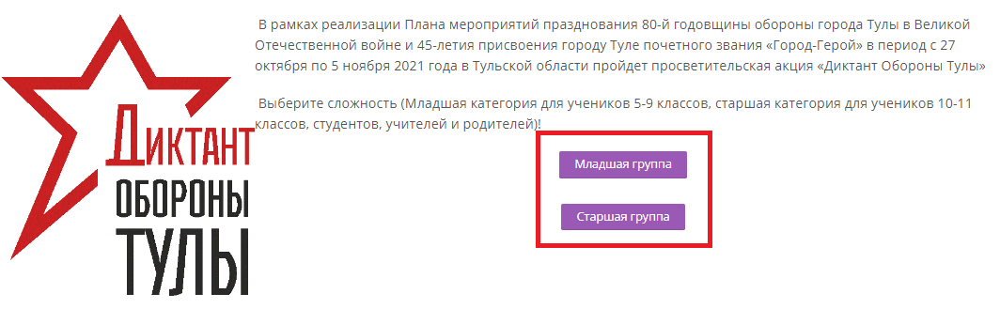 В рамках реализации Плана мероприятий празднования 80-й годовщины обороны города Тулы в Великой
Отечественной войне и 45-летия присвоения городу Туле почетного звания «Город-Герой» в период с 27
октября по 5 ноября 2021 года в Тульской области пройдет просветительская акция «Диктант Обороны Тулы»
Выберите сложность (Младшая категория для учеников 5-9 классов, старшая категория для учеников 10-11
классов, студентов, учителей и родителей)!
Диктант
ОБОРОНЫ
ТУЛЫ
Младшая группа
Старшая группа